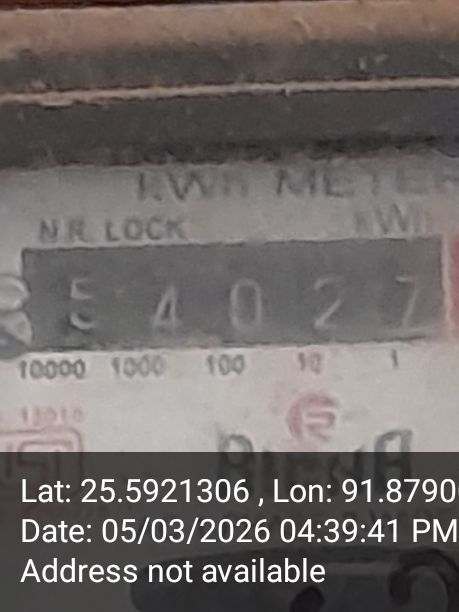 KWh METER
N.R. LOCK KWh
5 4 0 2 7
10000 1000 100 10 1
Lat: 25.5921306 , Lon: 91.8790
Date: 05/03/2026 04:39:41 PM
Address not available